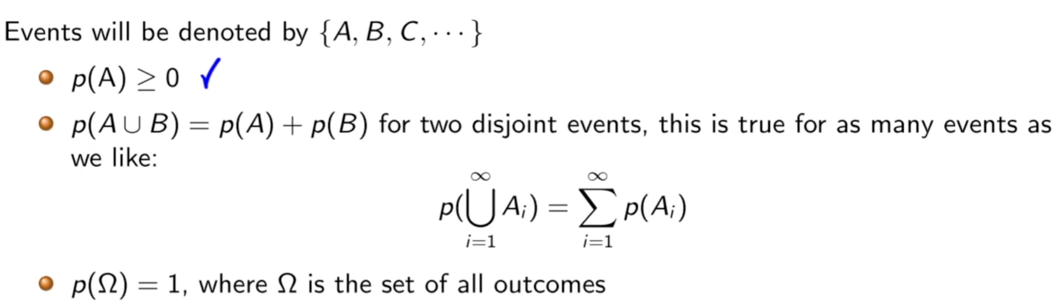 Events will be denoted by {A, B, C, ⋯}
• p(A) ≥ 0 ✓
• p(A ∪ B) = p(A) + p(B) for two disjoint events, this is true for as many events as
we like:
p(⋃_{i=1}^{∞} A_i) = ∑_{i=1}^{∞} p(A_i)
• p(Ω) = 1, where Ω is the set of all outcomes